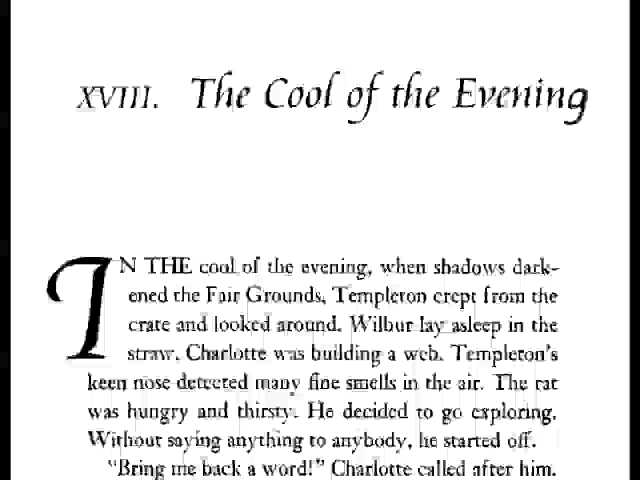 XVIII. The Cool of the Evening
IN THE cool of the evening, when shadows dark-
ened the Fair Grounds, Templeton crept from the
crate and looked around. Wilbur lay asleep in the
straw. Charlotte was building a web. Templeton's
keen nose detected many fine smells in the air. The rat
was hungry and thirsty. He decided to go exploring.
Without saying anything to anybody, he started off.
"Bring me back a word!" Charlotte called after him.